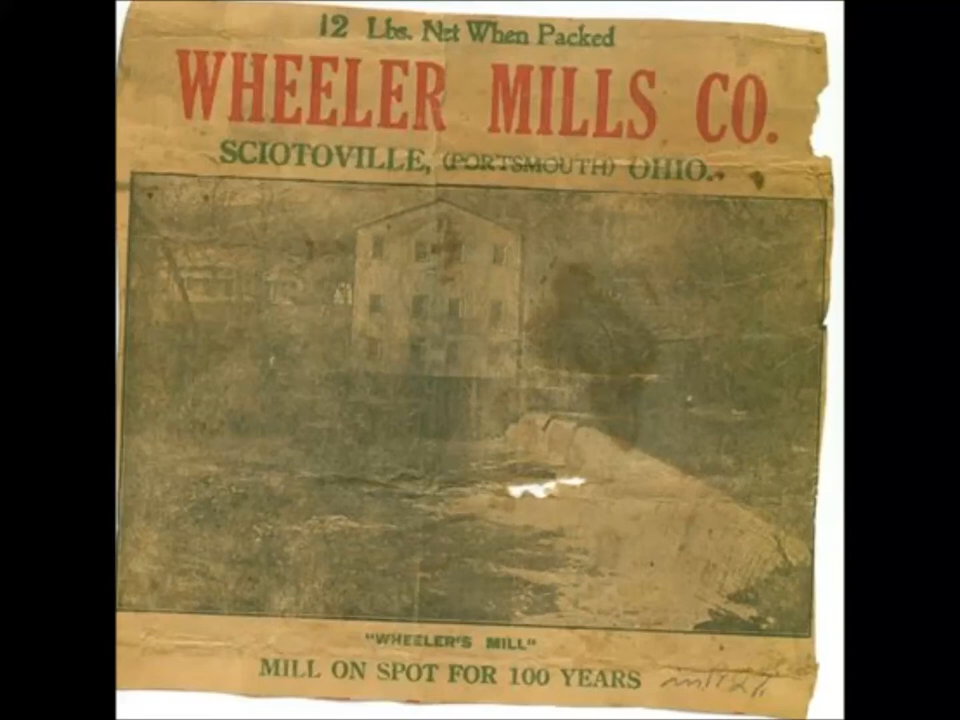 12 Lbs. Net When Packed
WHEELER MILLS CO.
SCIOTOVILLE, (PORTSMOUTH) OHIO.
"WHEELER'S MILL"
MILL ON SPOT FOR 100 YEARS